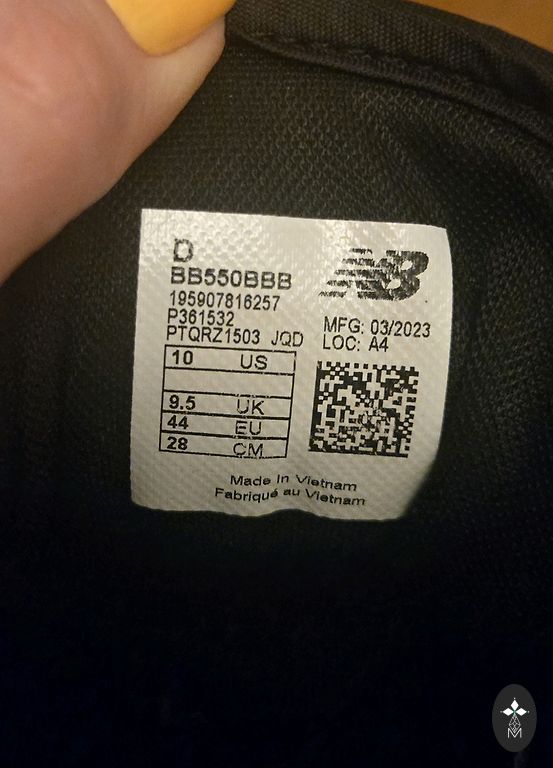 D
BB550BBB
195907816257
P361532
PTQRZ1503 JQD
NB
MFG: 03/2023
LOC: A4
10 US
9.5 UK
44 EU
28 CM
Made in Vietnam
Fabriqué au Vietnam
M